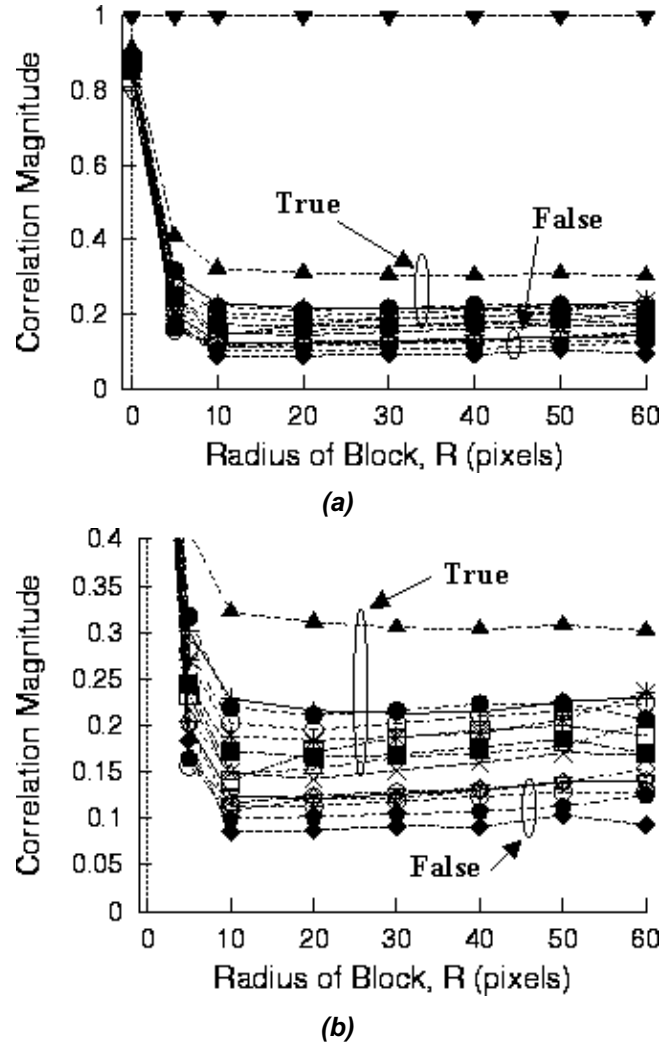 1
0.8
0.6
0.4
0.2
0
Correlation Magnitude
True
False
0 10 20 30 40 50 60
Radius of Block, R (pixels)
(a)
0.4
0.35
0.3
0.25
0.2
0.15
0.1
0.05
0
Correlation Magnitude
True
False
0 10 20 30 40 50 60
Radius of Block, R (pixels)
(b)